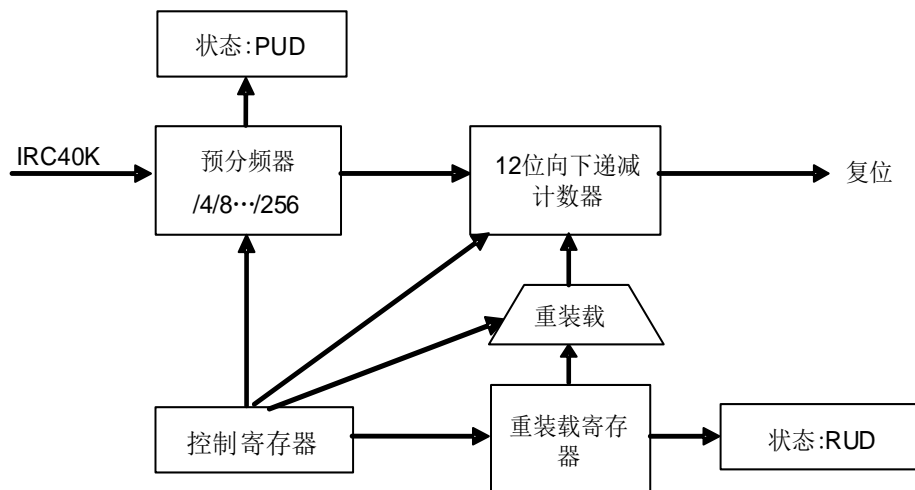 状态:PUD
IRC40K
预分频器
/4/8…/256
12位向下递减
计数器
复位
重装载
控制寄存器
重装载寄存
器
状态:RUD